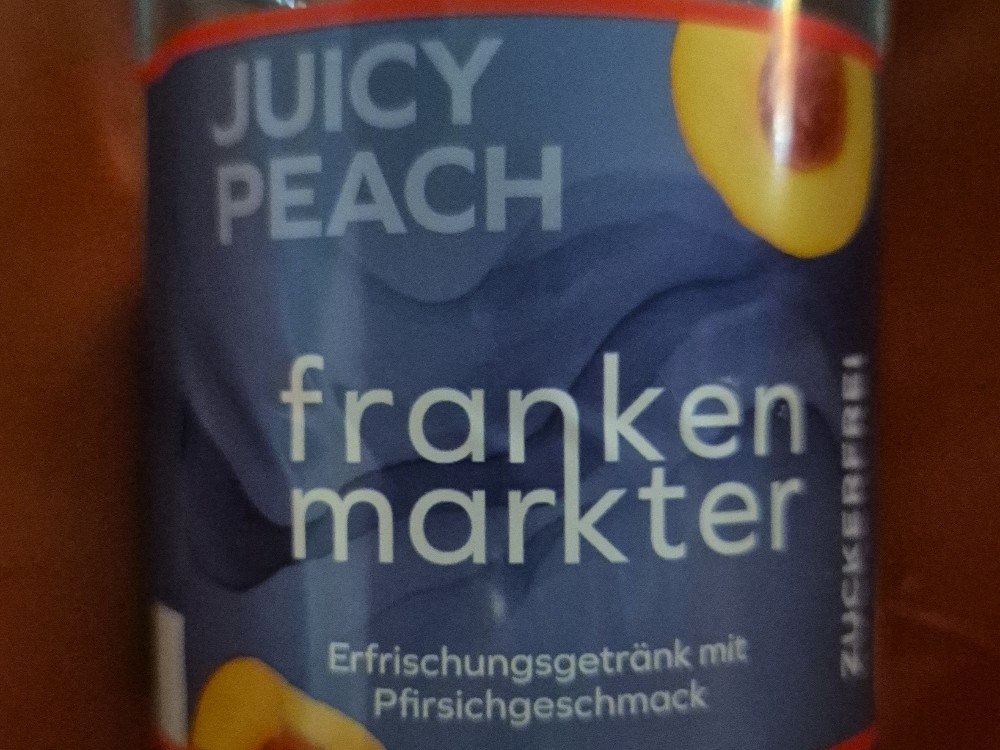 JUICY
PEACH
franken
markter
ZUCKERFREI
Erfrischungsgetränk mit
Pfirsichgeschmack